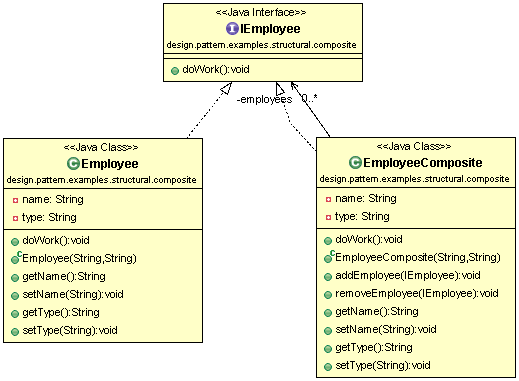 <<Java Interface>>
IEmployee
design.pattern.examples.structural.composite
doWork():void
-employees 0..*
<<Java Class>>
Employee
design.pattern.examples.structural.composite
name: String
type: String
doWork():void
Employee(String,String)
getName():String
setName(String):void
getType():String
setType(String):void
<<Java Class>>
EmployeeComposite
design.pattern.examples.structural.composite
name: String
type: String
doWork():void
EmployeeComposite(String,String)
addEmployee(IEmployee):void
removeEmployee(IEmployee):void
getName():String
setName(String):void
getType():String
setType(String):void